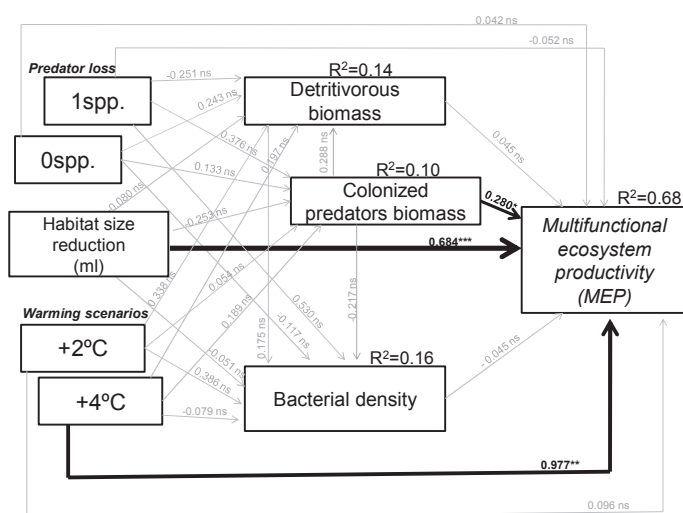 0.042 ns
-0.052 ns
Predator loss
-0.251 ns
R²=0.14
1spp.
Detritivorous
biomass
0.243 ns
0.376 ns
0.197 ns
0.045 ns
0.288 ns
0spp.
0.133 ns
R²=0.10
0.080 ns
Colonized
predators biomass
0.280*
R²=0.68
Habitat size
reduction
(ml)
-0.253 ns
0.684***
Multifunctional
ecosystem
productivity
(MEP)
0.338 ns
0.054 ns
0.189 ns
0.530 ns
-0.117 ns
-0.217 ns
0.175 ns
Warming scenarios
+2ºC
-0.051 ns
0.386 ns
R²=0.16
-0.045 ns
Bacterial density
+4ºC
-0.079 ns
0.977**
0.096 ns